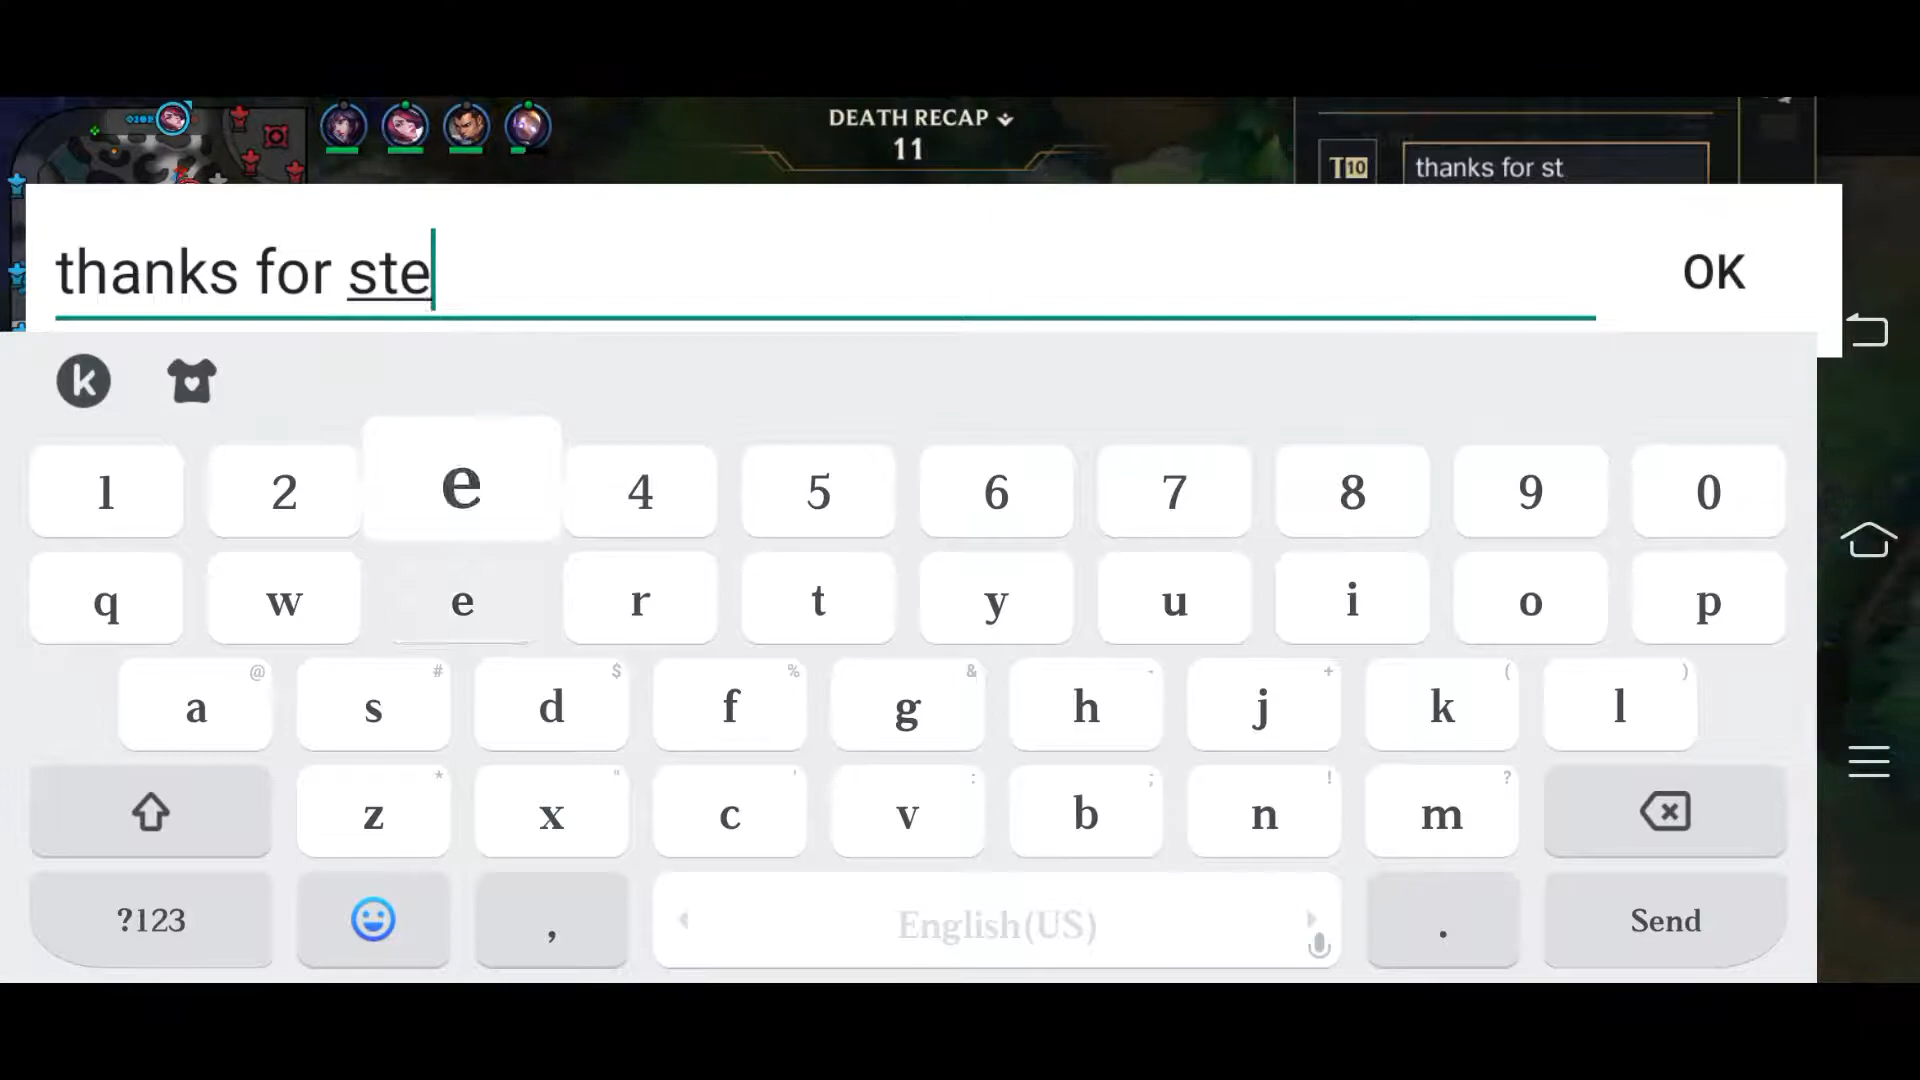 DEATH RECAP
11
T10
thanks for st
thanks for ste
OK
k
1 2 e 4 5 6 7 8 9 0
q w e r t y u i o p
@ # $ % & - + ( )
a s d f g h j k l
* " ' : ; ! ?
z x c v b n m
?123 , English(US) . Send